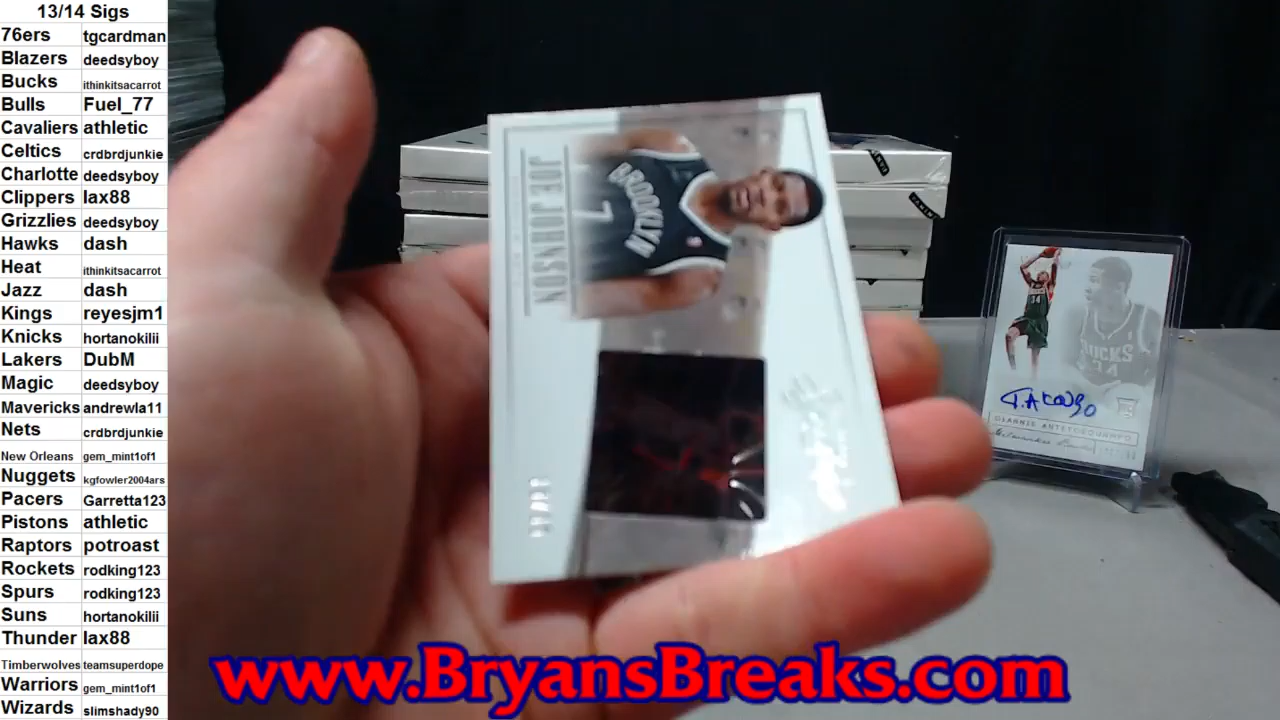 13/14 Sigs
76ers tgcardman
Blazers deedsyboy
Bucks ithinkitsacarrot
Bulls Fuel_77
Cavaliers athletic
Celtics crdbrdjunkie
Charlotte deedsyboy
Clippers lax88
Grizzlies deedsyboy
Hawks dash
Heat ithinkitsacarrot
Jazz dash
Kings reyesjm1
Knicks hortanokilii
Lakers DubM
Magic deedsyboy
Mavericks andrewla11
Nets crdbrdjunkie
New Orleans gem_mint1of1
Nuggets kgfowler2004ars
Pacers Garretta123
Pistons athletic
Raptors potroast
Rockets rodking123
Spurs rodking123
Suns hortanokilii
Thunder lax88
Timberwolves teamsuperdope
Warriors gem_mint1of1
Wizards slimshady90
JOE JOHNSON
BROOKLYN
7
PANINI
34
BUCKS
34
GIANNIS ANTETOKOUNMPO
www.BryansBreaks.com